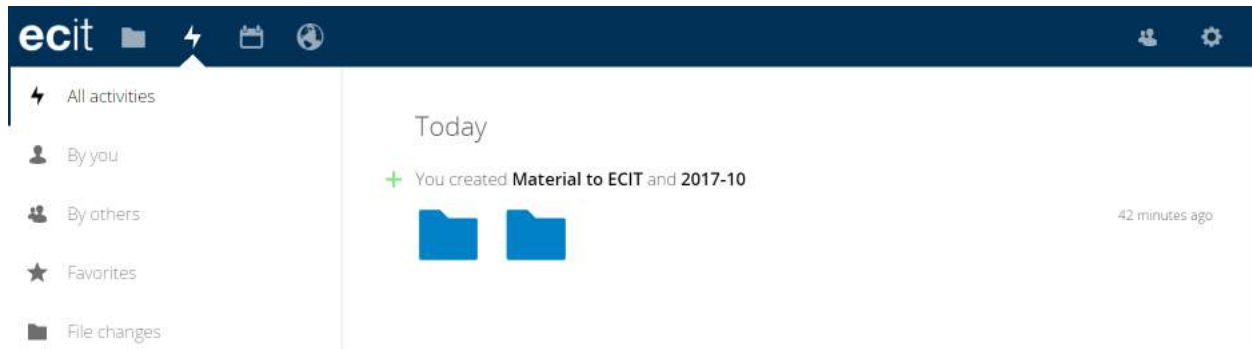 ecit
All activities
By you
By others
Favorites
File changes
Today
You created Material to ECIT and 2017-10
42 minutes ago